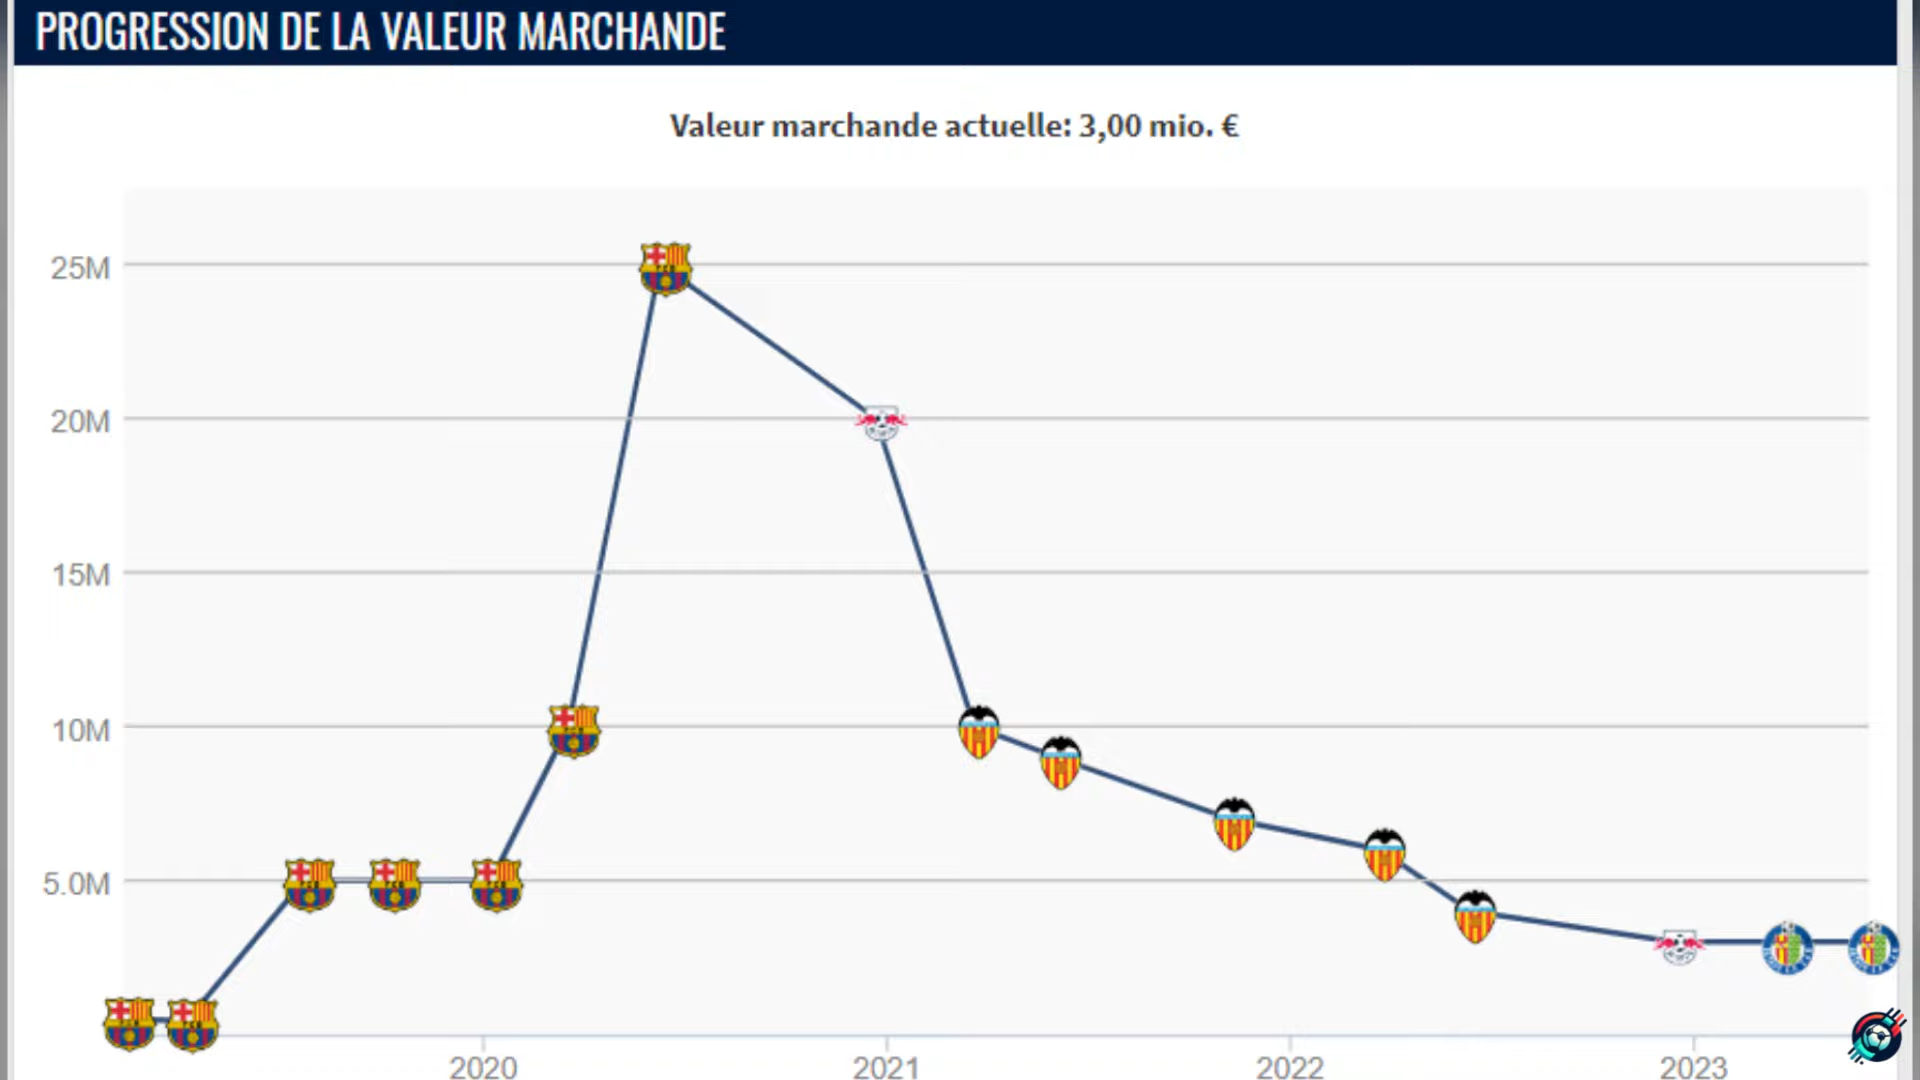 PROGRESSION DE LA VALEUR MARCHANDE
Valeur marchande actuelle: 3,00 mio. €
25M
20M
15M
10M
5.0M
2020
2021
2022
2023